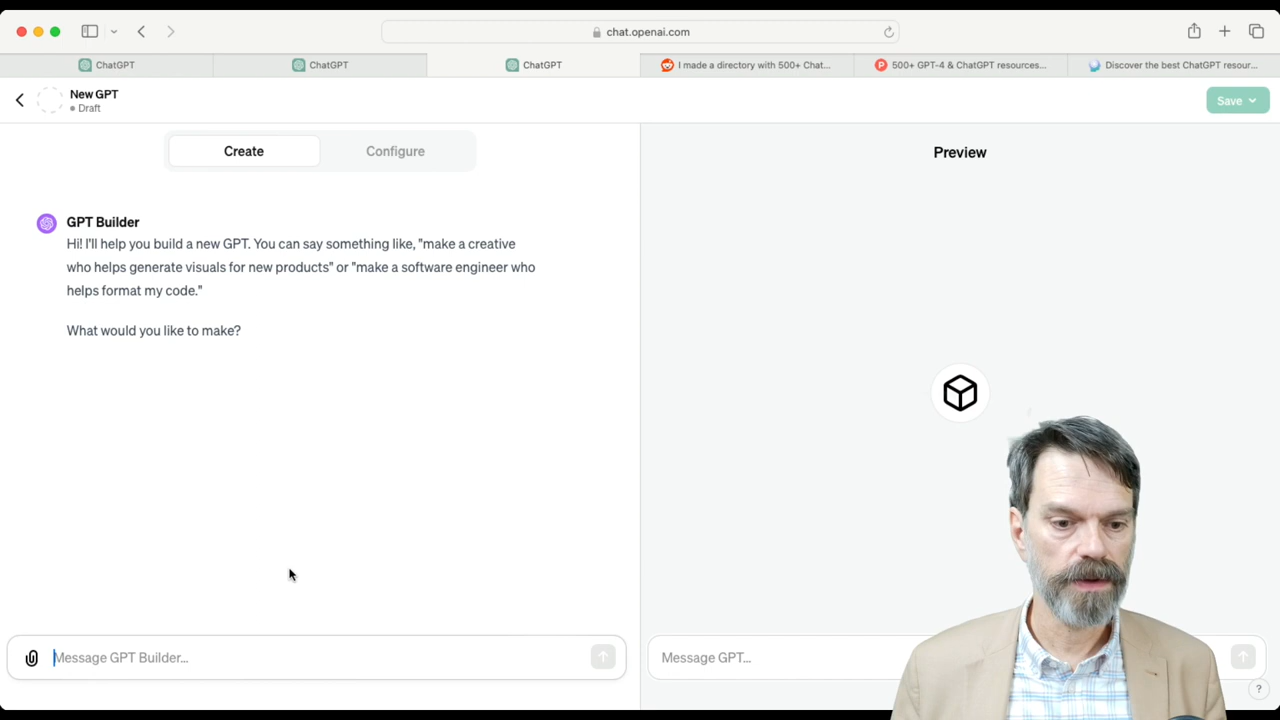 chat.openai.com
ChatGPT
ChatGPT
ChatGPT
I made a directory with 500+ Chat...
500+ GPT-4 & ChatGPT resources...
Discover the best ChatGPT resour...
New GPT
Draft
Save
Create
Configure
Preview
GPT Builder
Hi! I'll help you build a new GPT. You can say something like, "make a creative
who helps generate visuals for new products" or "make a software engineer who
helps format my code."
What would you like to make?
Message GPT Builder...
Message GPT...
?